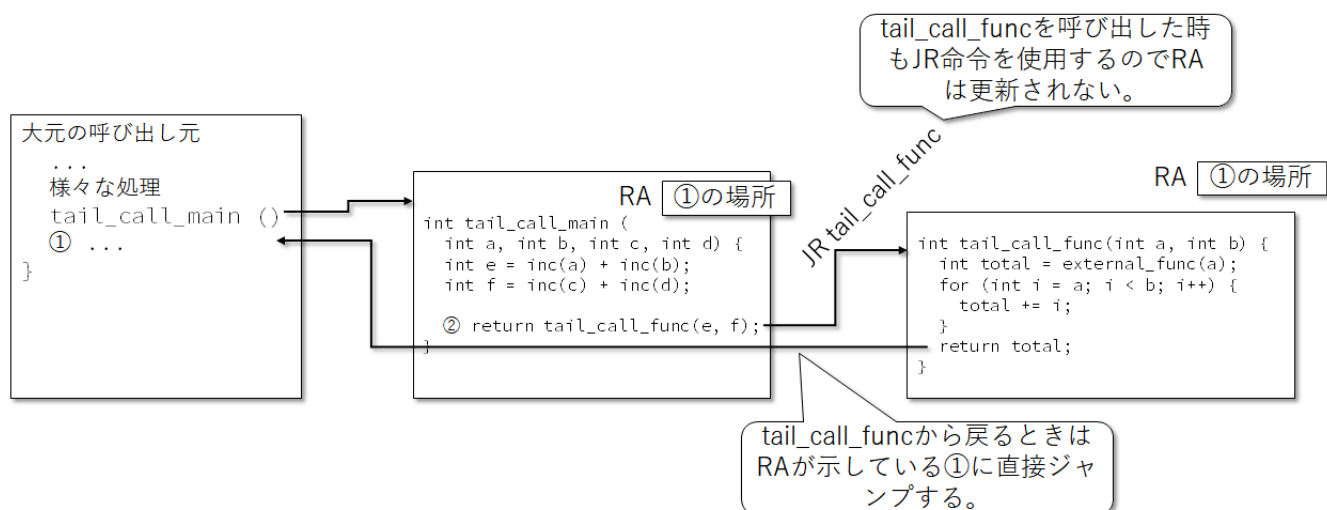 tail_call_funcを呼び出した時
もJR命令を使用するのでRA
は更新されない。
大元の呼び出し元
...
様々な処理
tail_call_main ()
① ...
}
RA ①の場所
int tail_call_main (
int a, int b, int c, int d) {
int e = inc(a) + inc(b);
int f = inc(c) + inc(d);
② return tail_call_func(e, f);
}
JR tail_call_func
RA ①の場所
int tail_call_func(int a, int b) {
int total = external_func(a);
for (int i = a; i < b; i++) {
total += i;
}
return total;
}
tail_call_funcから戻るときは
RAが示している①に直接ジャ
ンプする。